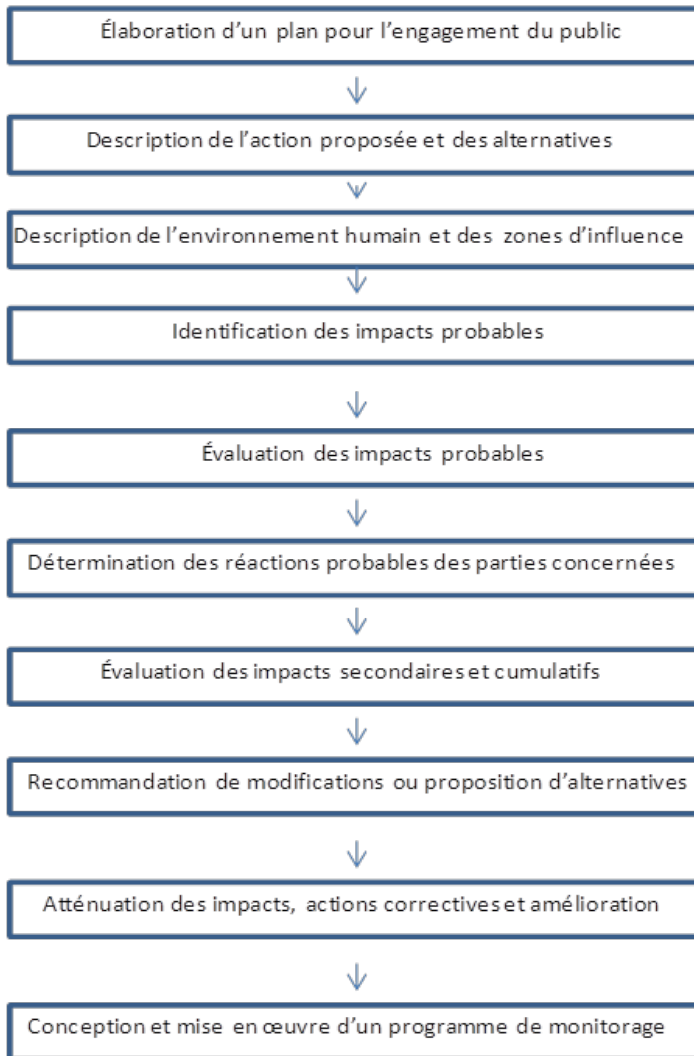 Élaboration d’un plan pour l’engagement du public
Description de l’action proposée et des alternatives
Description de l’environnement humain et des zones d’influence
Identification des impacts probables
Évaluation des impacts probables
Détermination des réactions probables des parties concernées
Évaluation des impacts secondaires et cumulatifs
Recommandation de modifications ou proposition d’alternatives
Atténuation des impacts, actions correctives et amélioration
Conception et mise en œuvre d’un programme de monitorage